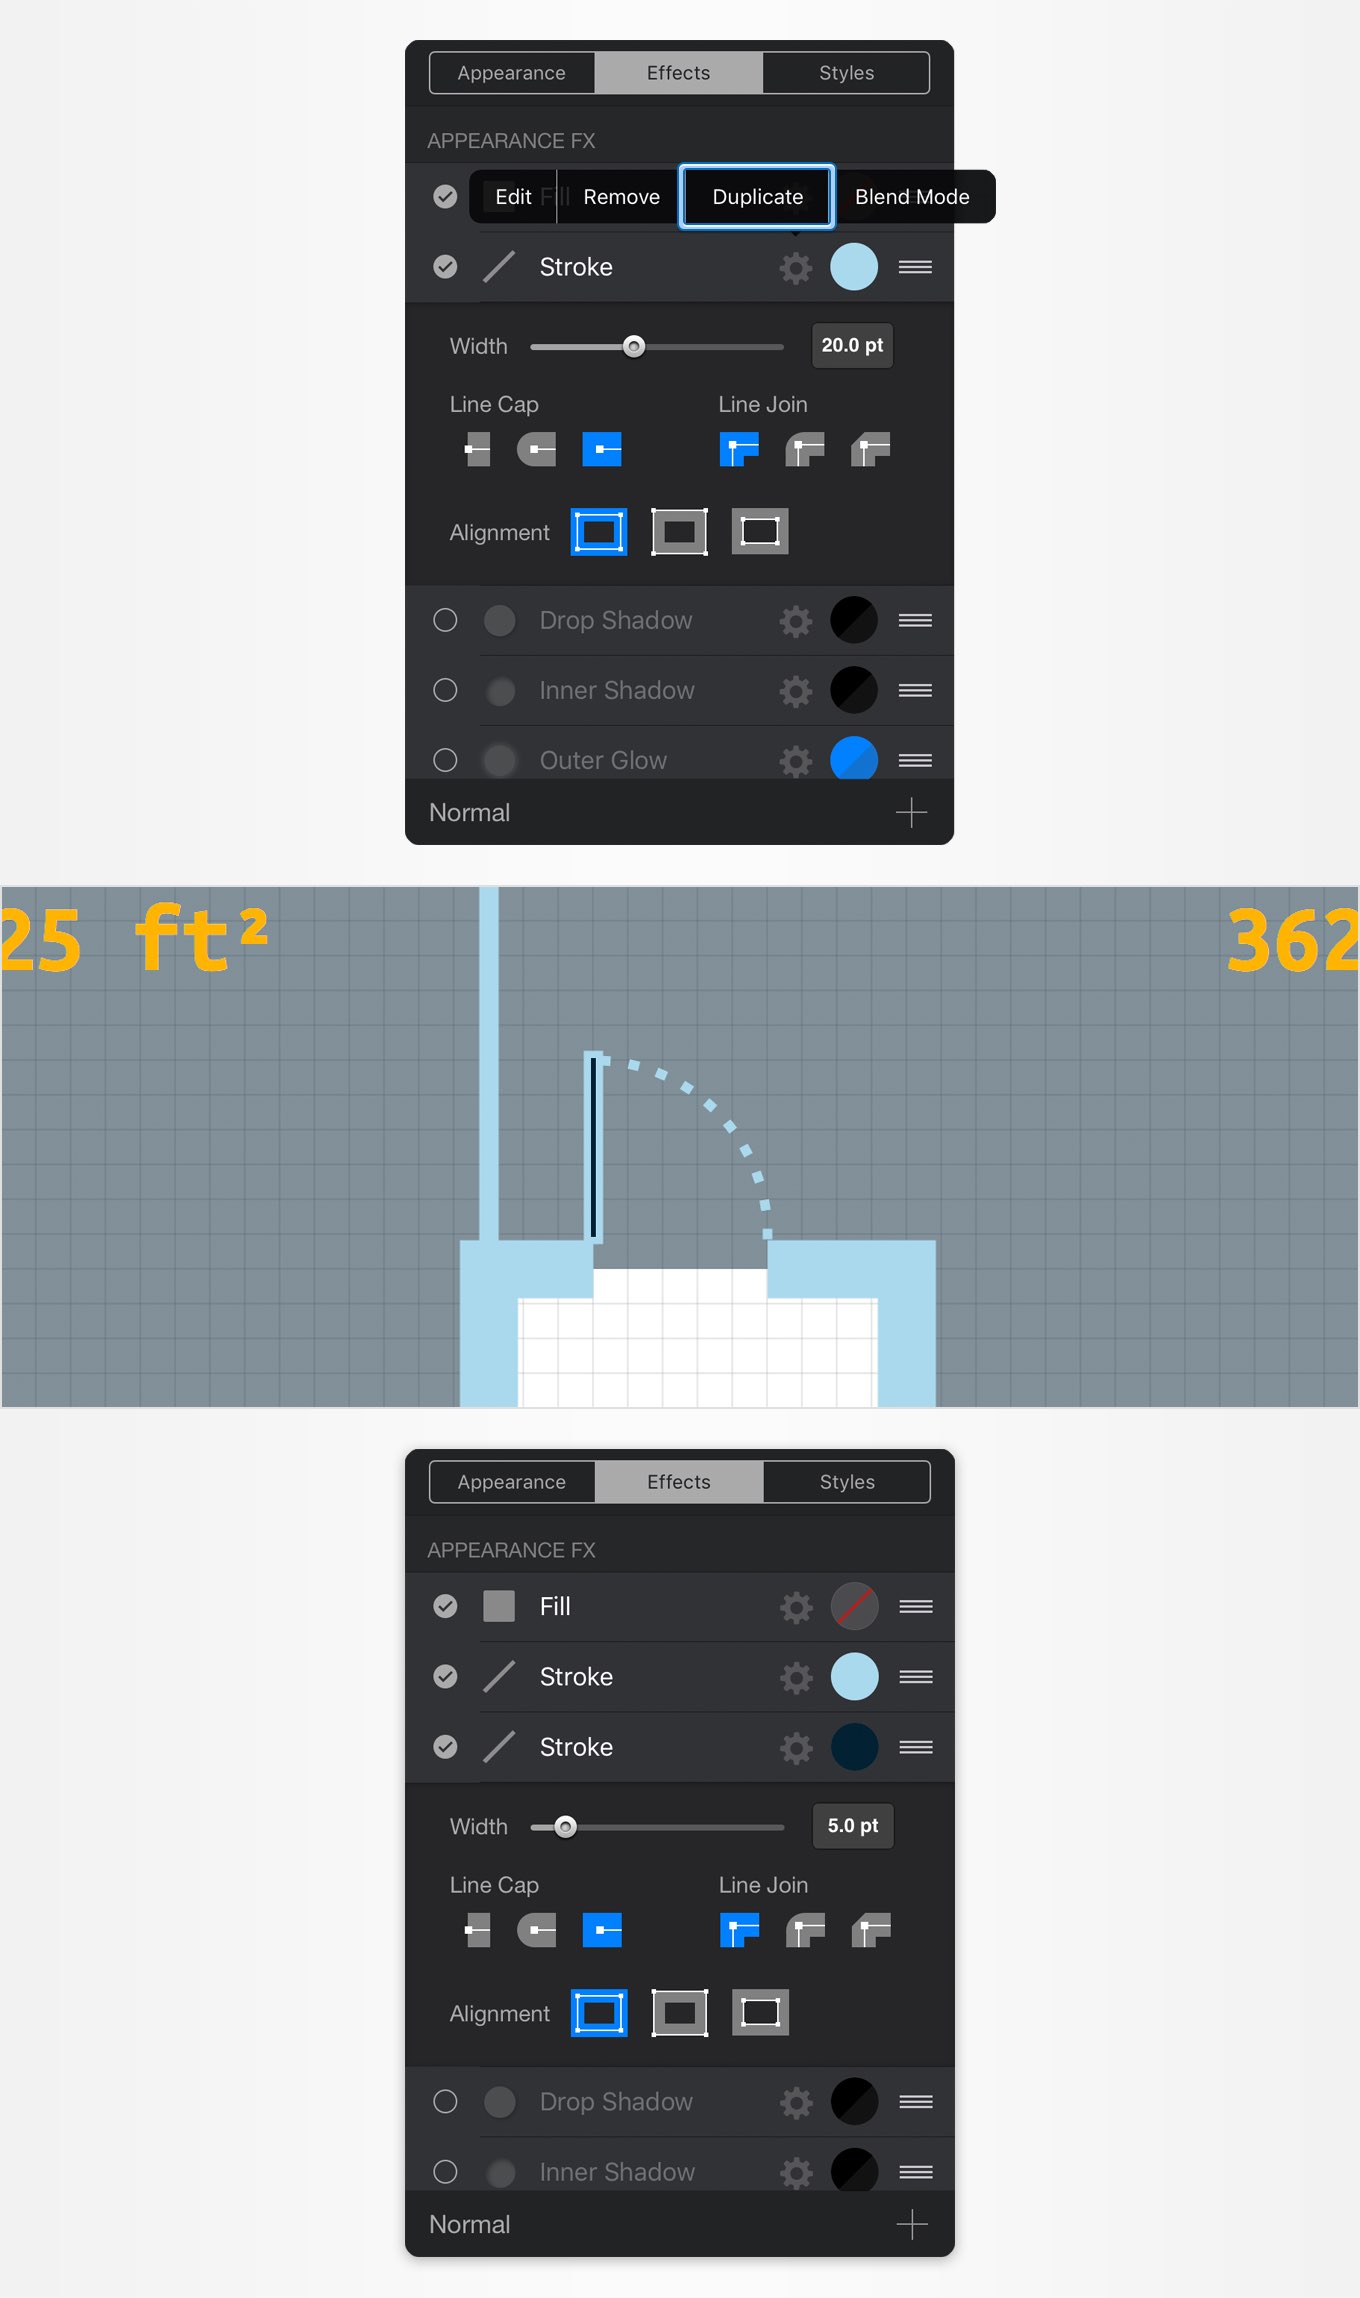 Appearance Effects Styles
APPEARANCE FX
Edit Remove Duplicate Blend Mode
Fill
Stroke
Width 20.0 pt
Line Cap Line Join
Alignment
Drop Shadow
Inner Shadow
Outer Glow
Normal
25 ft² 362
Appearance Effects Styles
APPEARANCE FX
Fill
Stroke
Stroke
Width 5.0 pt
Line Cap Line Join
Alignment
Drop Shadow
Inner Shadow
Normal